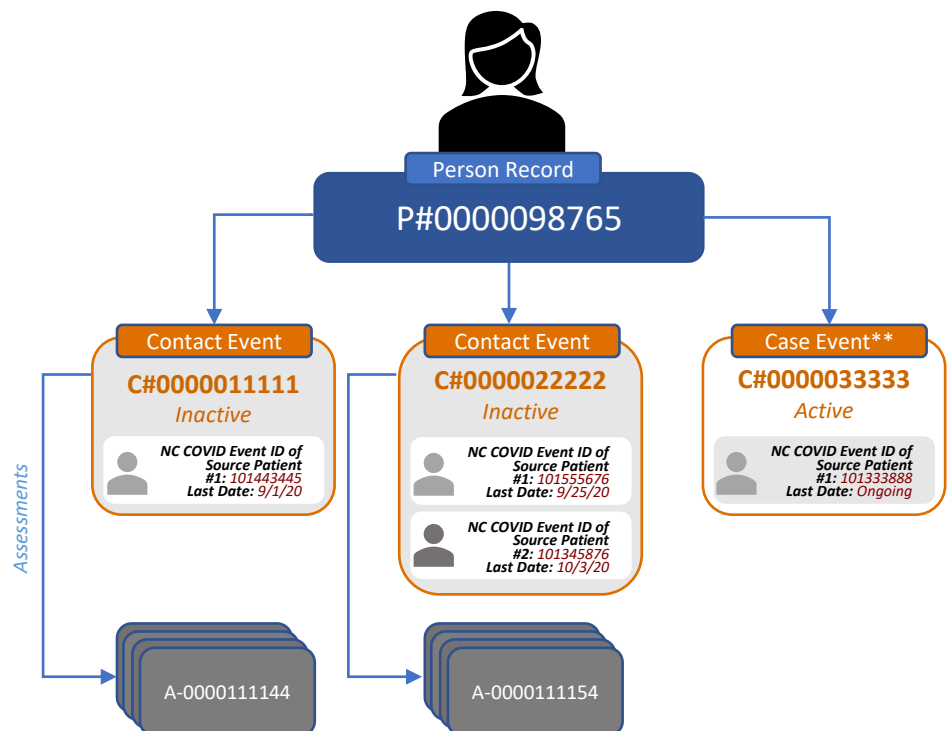 Person Record
P#0000098765
Contact Event
C#0000011111
Inactive
NC COVID Event ID of
Source Patient
#1: 101443445
Last Date: 9/1/20
Contact Event
C#0000022222
Inactive
NC COVID Event ID of
Source Patient
#1: 101555676
Last Date: 9/25/20
NC COVID Event ID of
Source Patient
#2: 101345876
Last Date: 10/3/20
Case Event**
C#0000033333
Active
NC COVID Event ID of
Source Patient
#1: 101333888
Last Date: Ongoing
Assessments
A-0000111144
A-0000111154